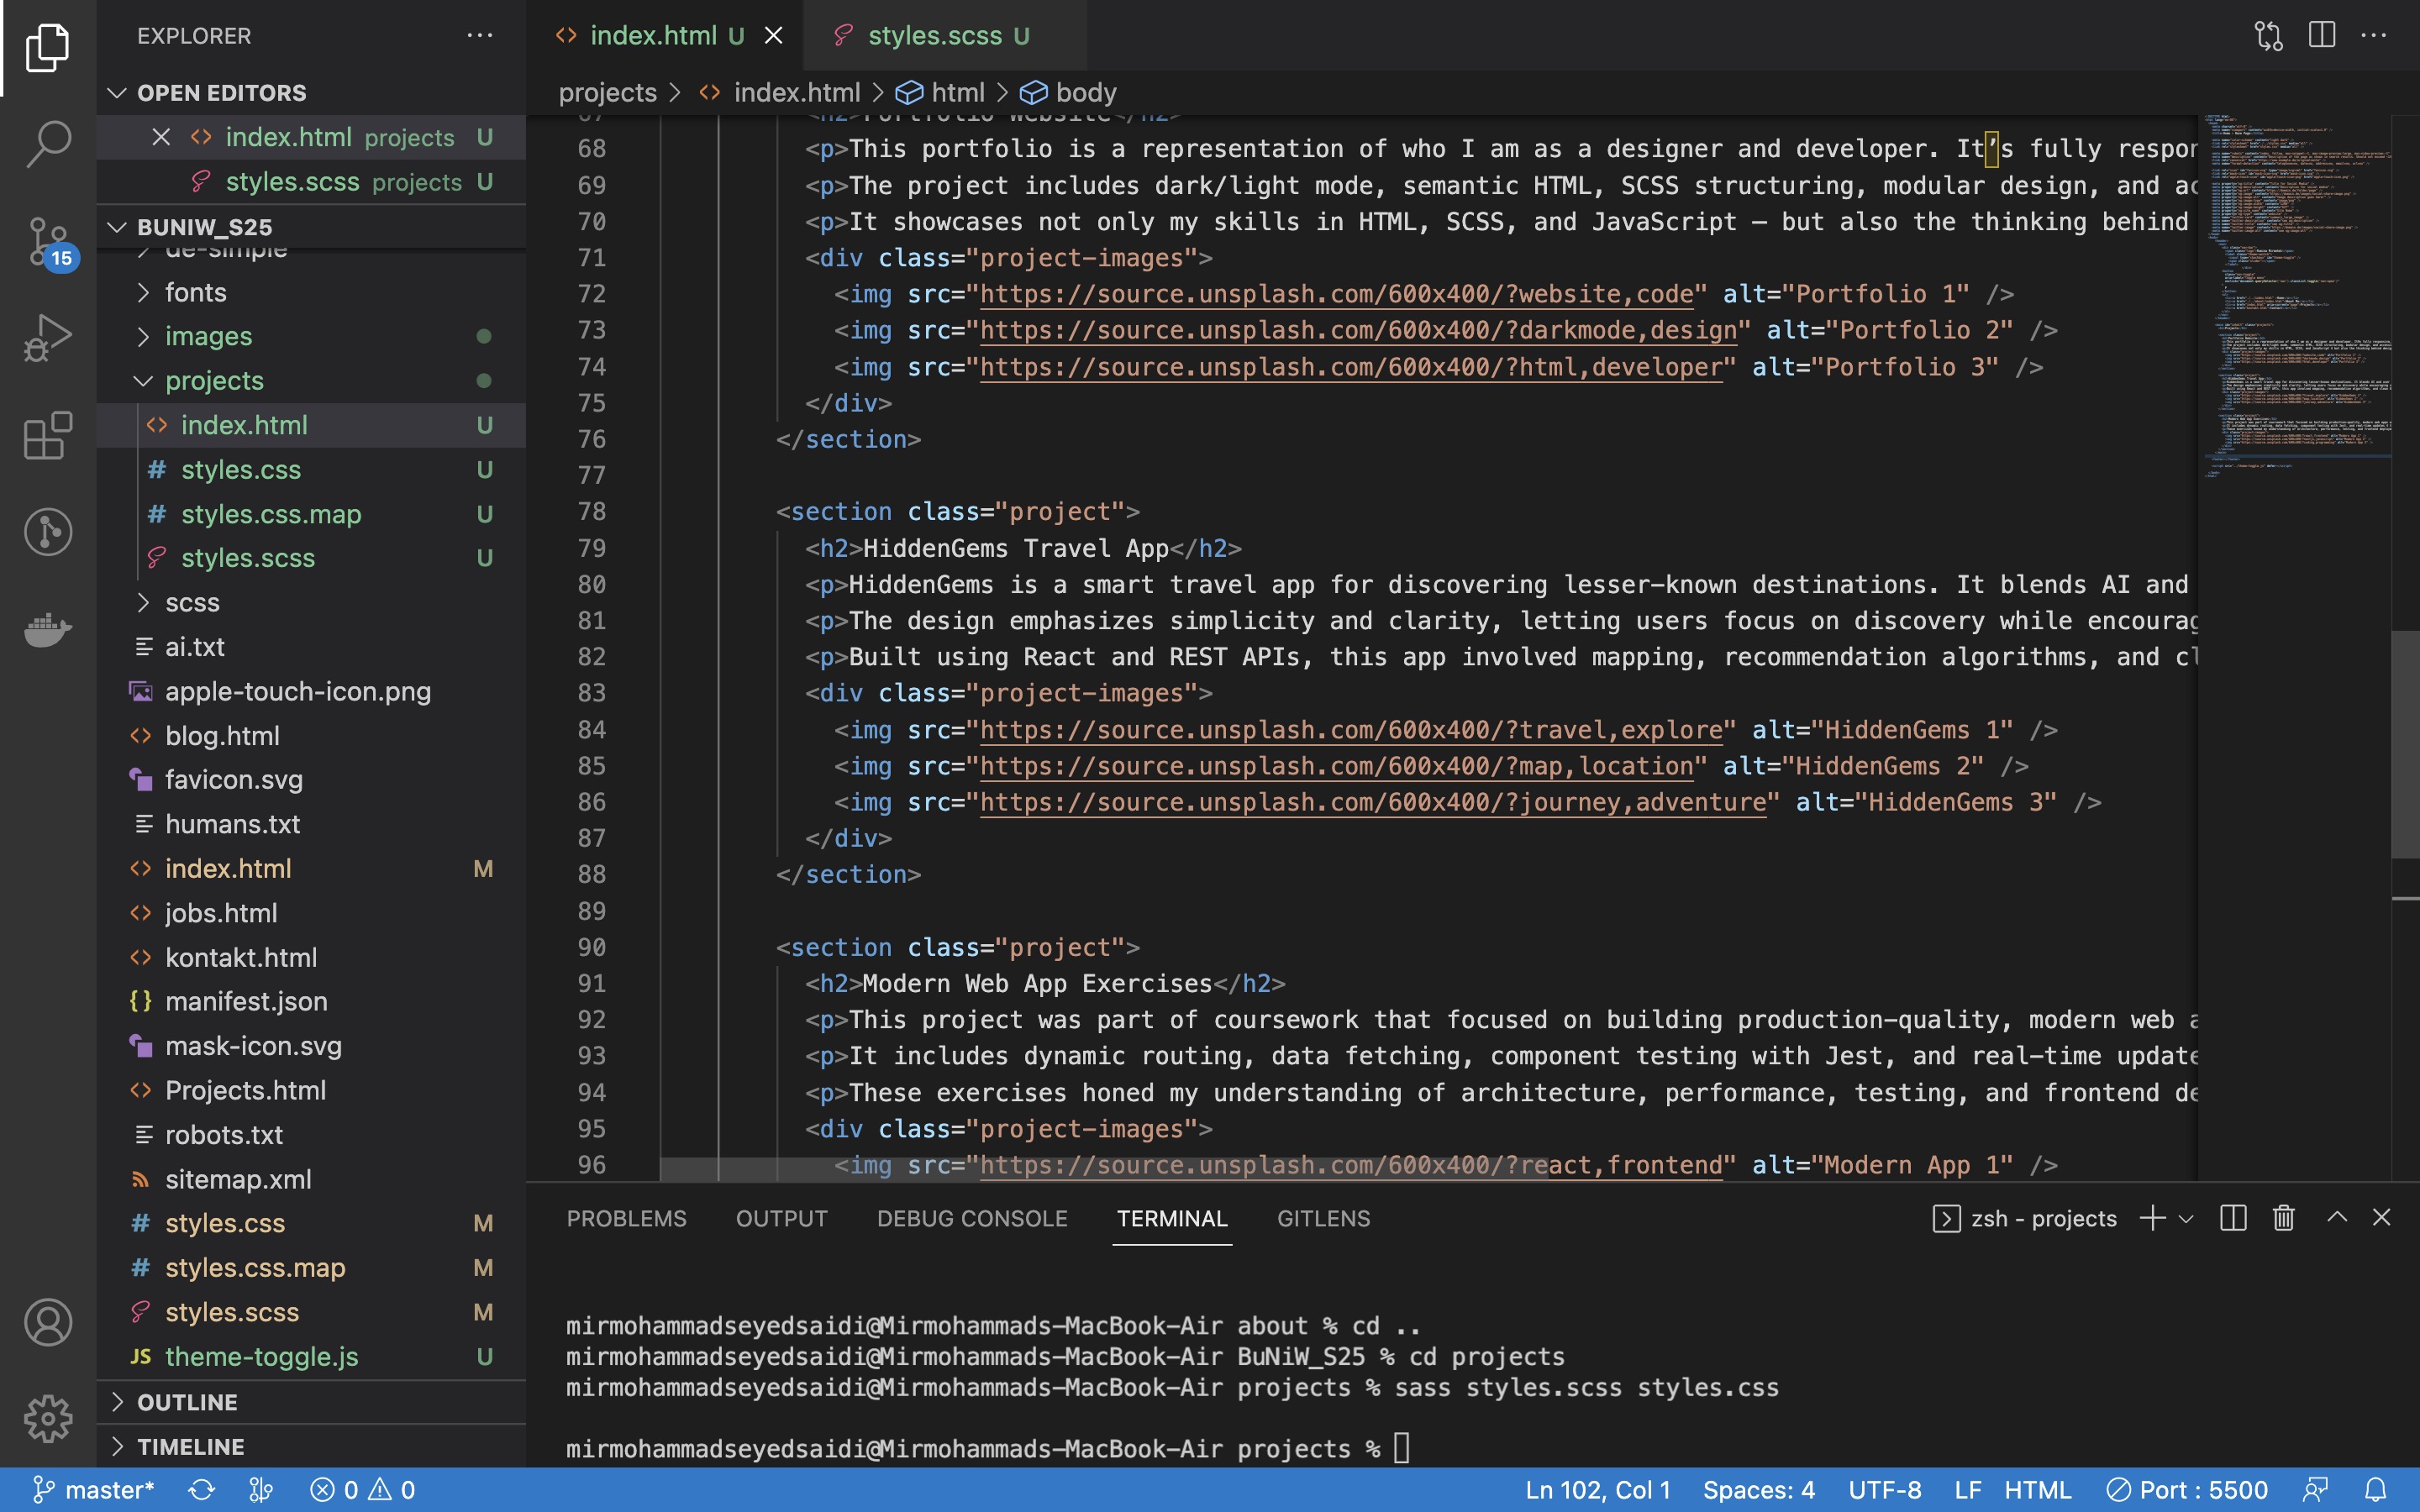 EXPLORER
OPEN EDITORS
index.html projects U
styles.scss projects U
BUNIW_S25
de-simple
fonts
images
projects
index.html U
styles.css U
styles.css.map U
styles.scss U
scss
ai.txt
apple-touch-icon.png
blog.html
favicon.svg
humans.txt
index.html M
jobs.html
kontakt.html
manifest.json
mask-icon.svg
Projects.html
robots.txt
sitemap.xml
styles.css M
styles.css.map M
styles.scss M
JS theme-toggle.js U
OUTLINE
TIMELINE
15
index.html U
styles.scss U
projects > index.html > html > body
67 <h2>Portfolio Website</h2>
68 <p>This portfolio is a representation of who I am as a designer and developer. It’s fully respon
69 <p>The project includes dark/light mode, semantic HTML, SCSS structuring, modular design, and ac
70 <p>It showcases not only my skills in HTML, SCSS, and JavaScript – but also the thinking behind
71 <div class="project-images">
72 <img src="https://source.unsplash.com/600x400/?website,code" alt="Portfolio 1" />
73 <img src="https://source.unsplash.com/600x400/?darkmode,design" alt="Portfolio 2" />
74 <img src="https://source.unsplash.com/600x400/?html,developer" alt="Portfolio 3" />
75 </div>
76 </section>
77
78 <section class="project">
79 <h2>HiddenGems Travel App</h2>
80 <p>HiddenGems is a smart travel app for discovering lesser-known destinations. It blends AI and
81 <p>The design emphasizes simplicity and clarity, letting users focus on discovery while encourag
82 <p>Built using React and REST APIs, this app involved mapping, recommendation algorithms, and cl
83 <div class="project-images">
84 <img src="https://source.unsplash.com/600x400/?travel,explore" alt="HiddenGems 1" />
85 <img src="https://source.unsplash.com/600x400/?map,location" alt="HiddenGems 2" />
86 <img src="https://source.unsplash.com/600x400/?journey,adventure" alt="HiddenGems 3" />
87 </div>
88 </section>
89
90 <section class="project">
91 <h2>Modern Web App Exercises</h2>
92 <p>This project was part of coursework that focused on building production-quality, modern web a
93 <p>It includes dynamic routing, data fetching, component testing with Jest, and real-time update
94 <p>These exercises honed my understanding of architecture, performance, testing, and frontend de
95 <div class="project-images">
96 <img src="https://source.unsplash.com/600x400/?react,frontend" alt="Modern App 1" />
PROBLEMS OUTPUT DEBUG CONSOLE TERMINAL GITLENS
zsh - projects
mirmohammadseyedsaidi@Mirmohammads-MacBook-Air about % cd ..
mirmohammadseyedsaidi@Mirmohammads-MacBook-Air BuNiW_S25 % cd projects
mirmohammadseyedsaidi@Mirmohammads-MacBook-Air projects % sass styles.scss styles.css
mirmohammadseyedsaidi@Mirmohammads-MacBook-Air projects %
master* 0 0 Ln 102, Col 1 Spaces: 4 UTF-8 LF HTML Port : 5500